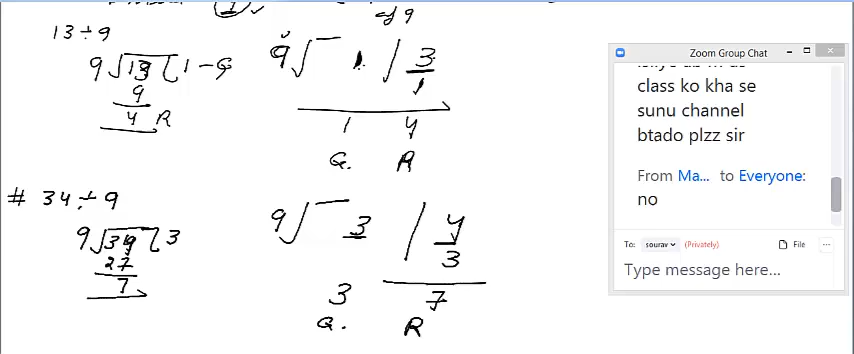 of 9
13 ÷ 9
9 √ 13 1 - Q
9
4 R
9 √ 1 / 3
1
1 4
Q. R
# 34 ÷ 9
9 √ 34 3
27
7
9 √ 3 / 4
3
3 7
Q. R
Zoom Group Chat
class ko kha se
sunu channel
btado plzz sir
From Ma... to Everyone:
no
To: sourav (Privately) File ...
Type message here...